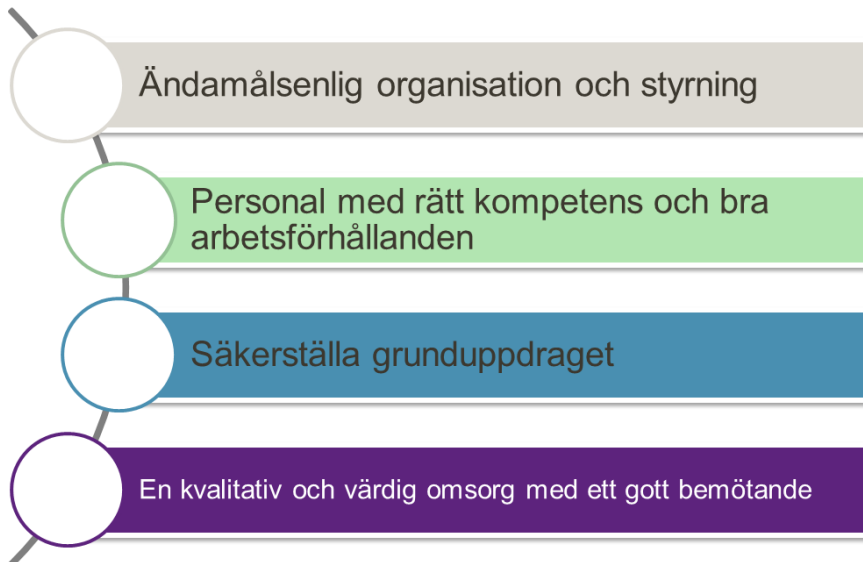 Ändamålsenlig organisation och styrning
Personal med rätt kompetens och bra
arbetsförhållanden
Säkerställa grunduppdraget
En kvalitativ och värdig omsorg med ett gott bemötande